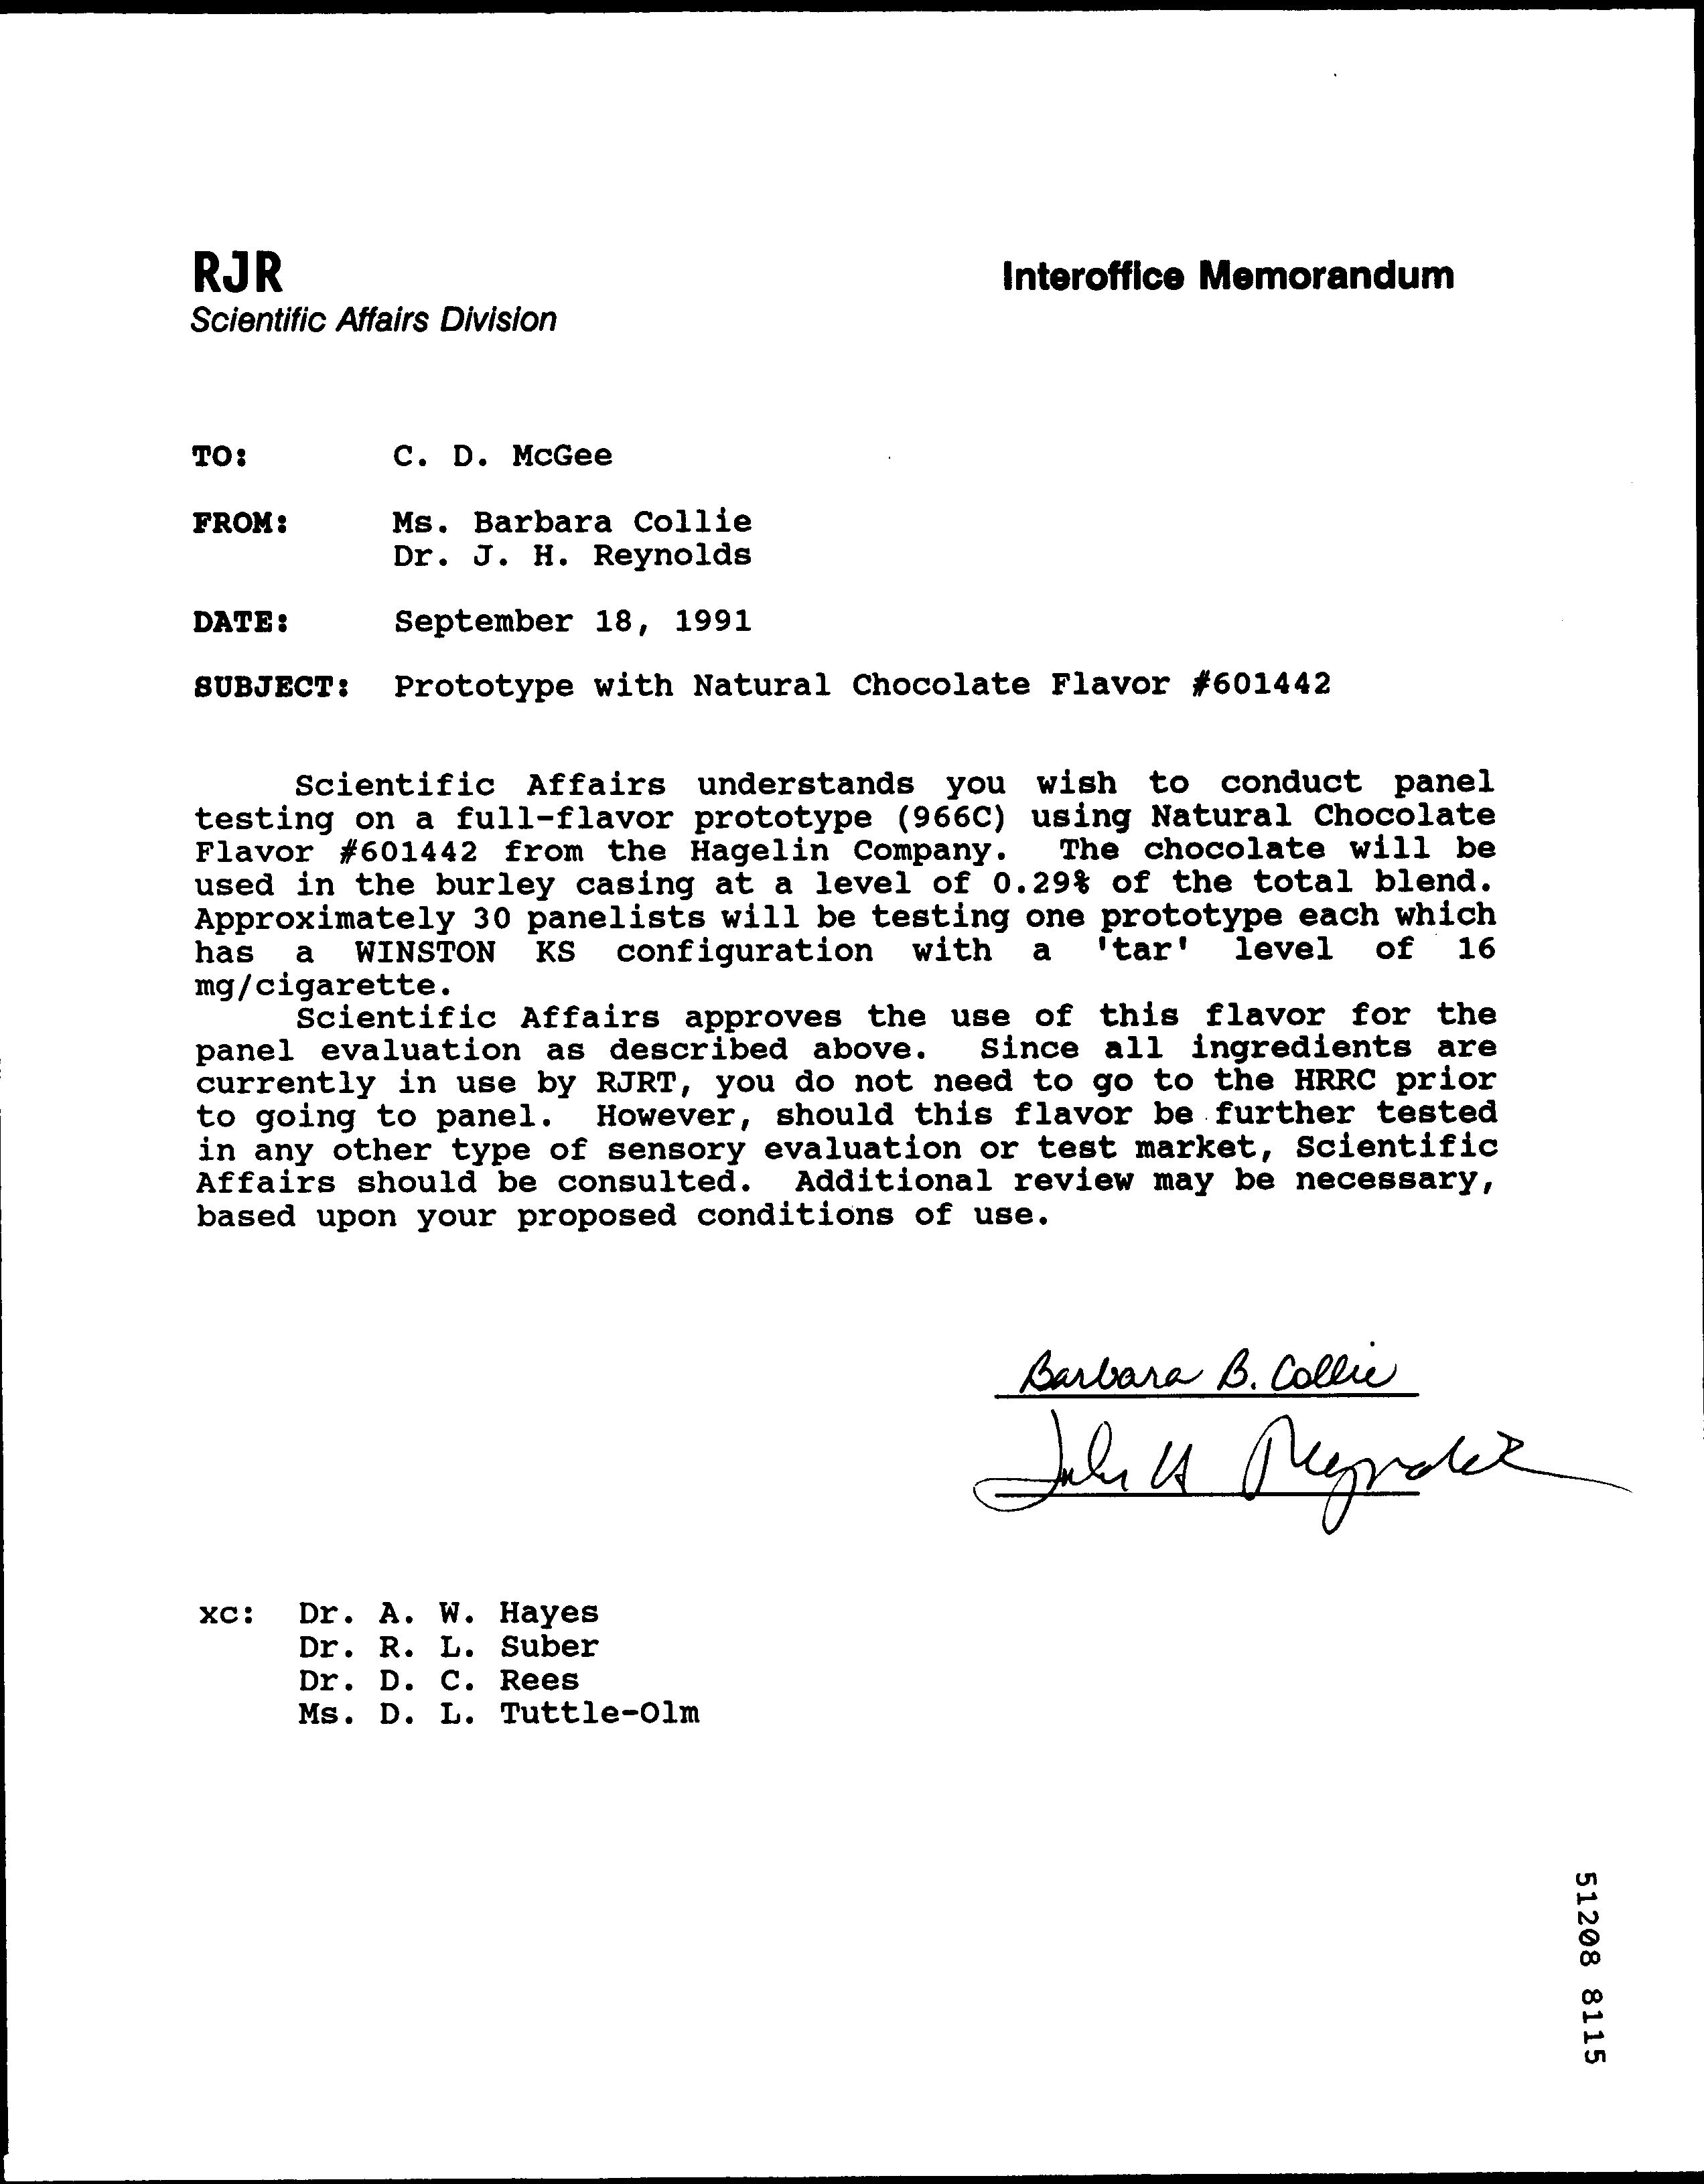 RJR
Interoffice Memorandum
Scientific Affairs Division
TO: C. D. McGee
FROM: Ms. Barbara Collie
Dr. J. H. Reynolds
DATE: September 18, 1991
SUBJECT: Prototype with Natural Chocolate Flavor #601442
Scientific Affairs understands you wish to conduct panel
testing on a full-flavor prototype (966C) using Natural Chocolate
Flavor #601442 from the Hagelin Company. The chocolate will be
used in the burley casing at a level of 0.29% of the total blend.
Approximately 30 panelists will be testing one prototype each which
has a WINSTON KS configuration with a 'tar' level of 16
mg/cigarette.
Scientific Affairs approves the use of this flavor for the
panel evaluation as described above. Since all ingredients are
currently in use by RJRT, you do not need to go to the HRRC prior
to going to panel. However, should this flavor be further tested
in any other type of sensory evaluation or test market, Scientific
Affairs should be consulted. Additional review may be necessary,
based upon your proposed conditions of use.
Barbara B. Collie
John H Reynolds
xc: Dr. A. W. Hayes
Dr. R. L. Suber
Dr. D. C. Rees
Ms. D. L. Tuttle-Olm
51208 8115